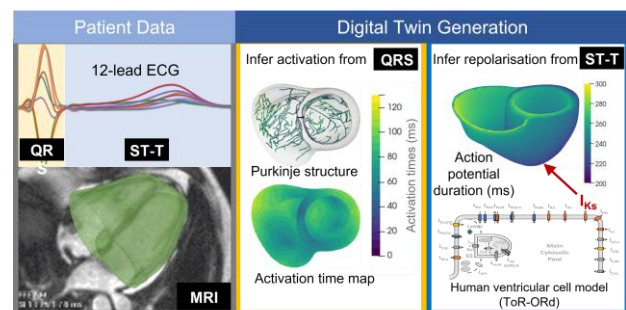 Patient Data
Digital Twin Generation
12-lead ECG
QR
S
ST-T
MRI
Infer activation from QRS
Purkinje structure
Activation time map
120
100
80
60
40
20
0
Activation times (ms)
Infer repolarisation from ST-T
300
280
260
240
220
200
Action
potential
duration (ms)
IKs
Main
Cytosolic
Pool
Human ventricular cell model
(ToR-ORd)